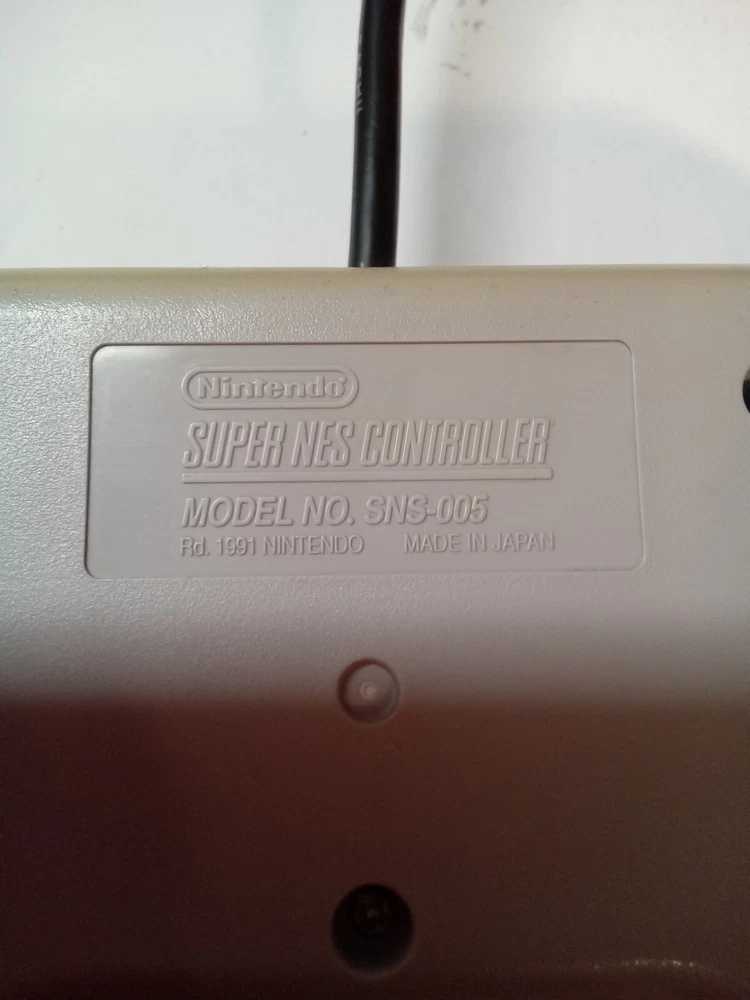 Nintendo
SUPER NES CONTROLLER
MODEL NO. SNS-005
Rd. 1991 NINTENDO MADE IN JAPAN